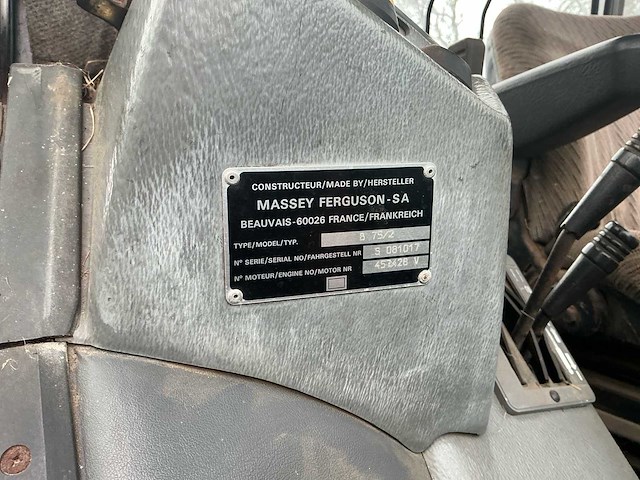 CONSTRUCTEUR/MADE BY/HERSTELLER
MASSEY FERGUSON-SA
BEAUVAIS-60026 FRANCE/FRANKREICH
TYPE/MODEL/TYP.
N° SERIE/SERIAL NO/FAHRGESTELL NR S 081017
N° MOTEUR/ENGINE NO/MOTOR NR